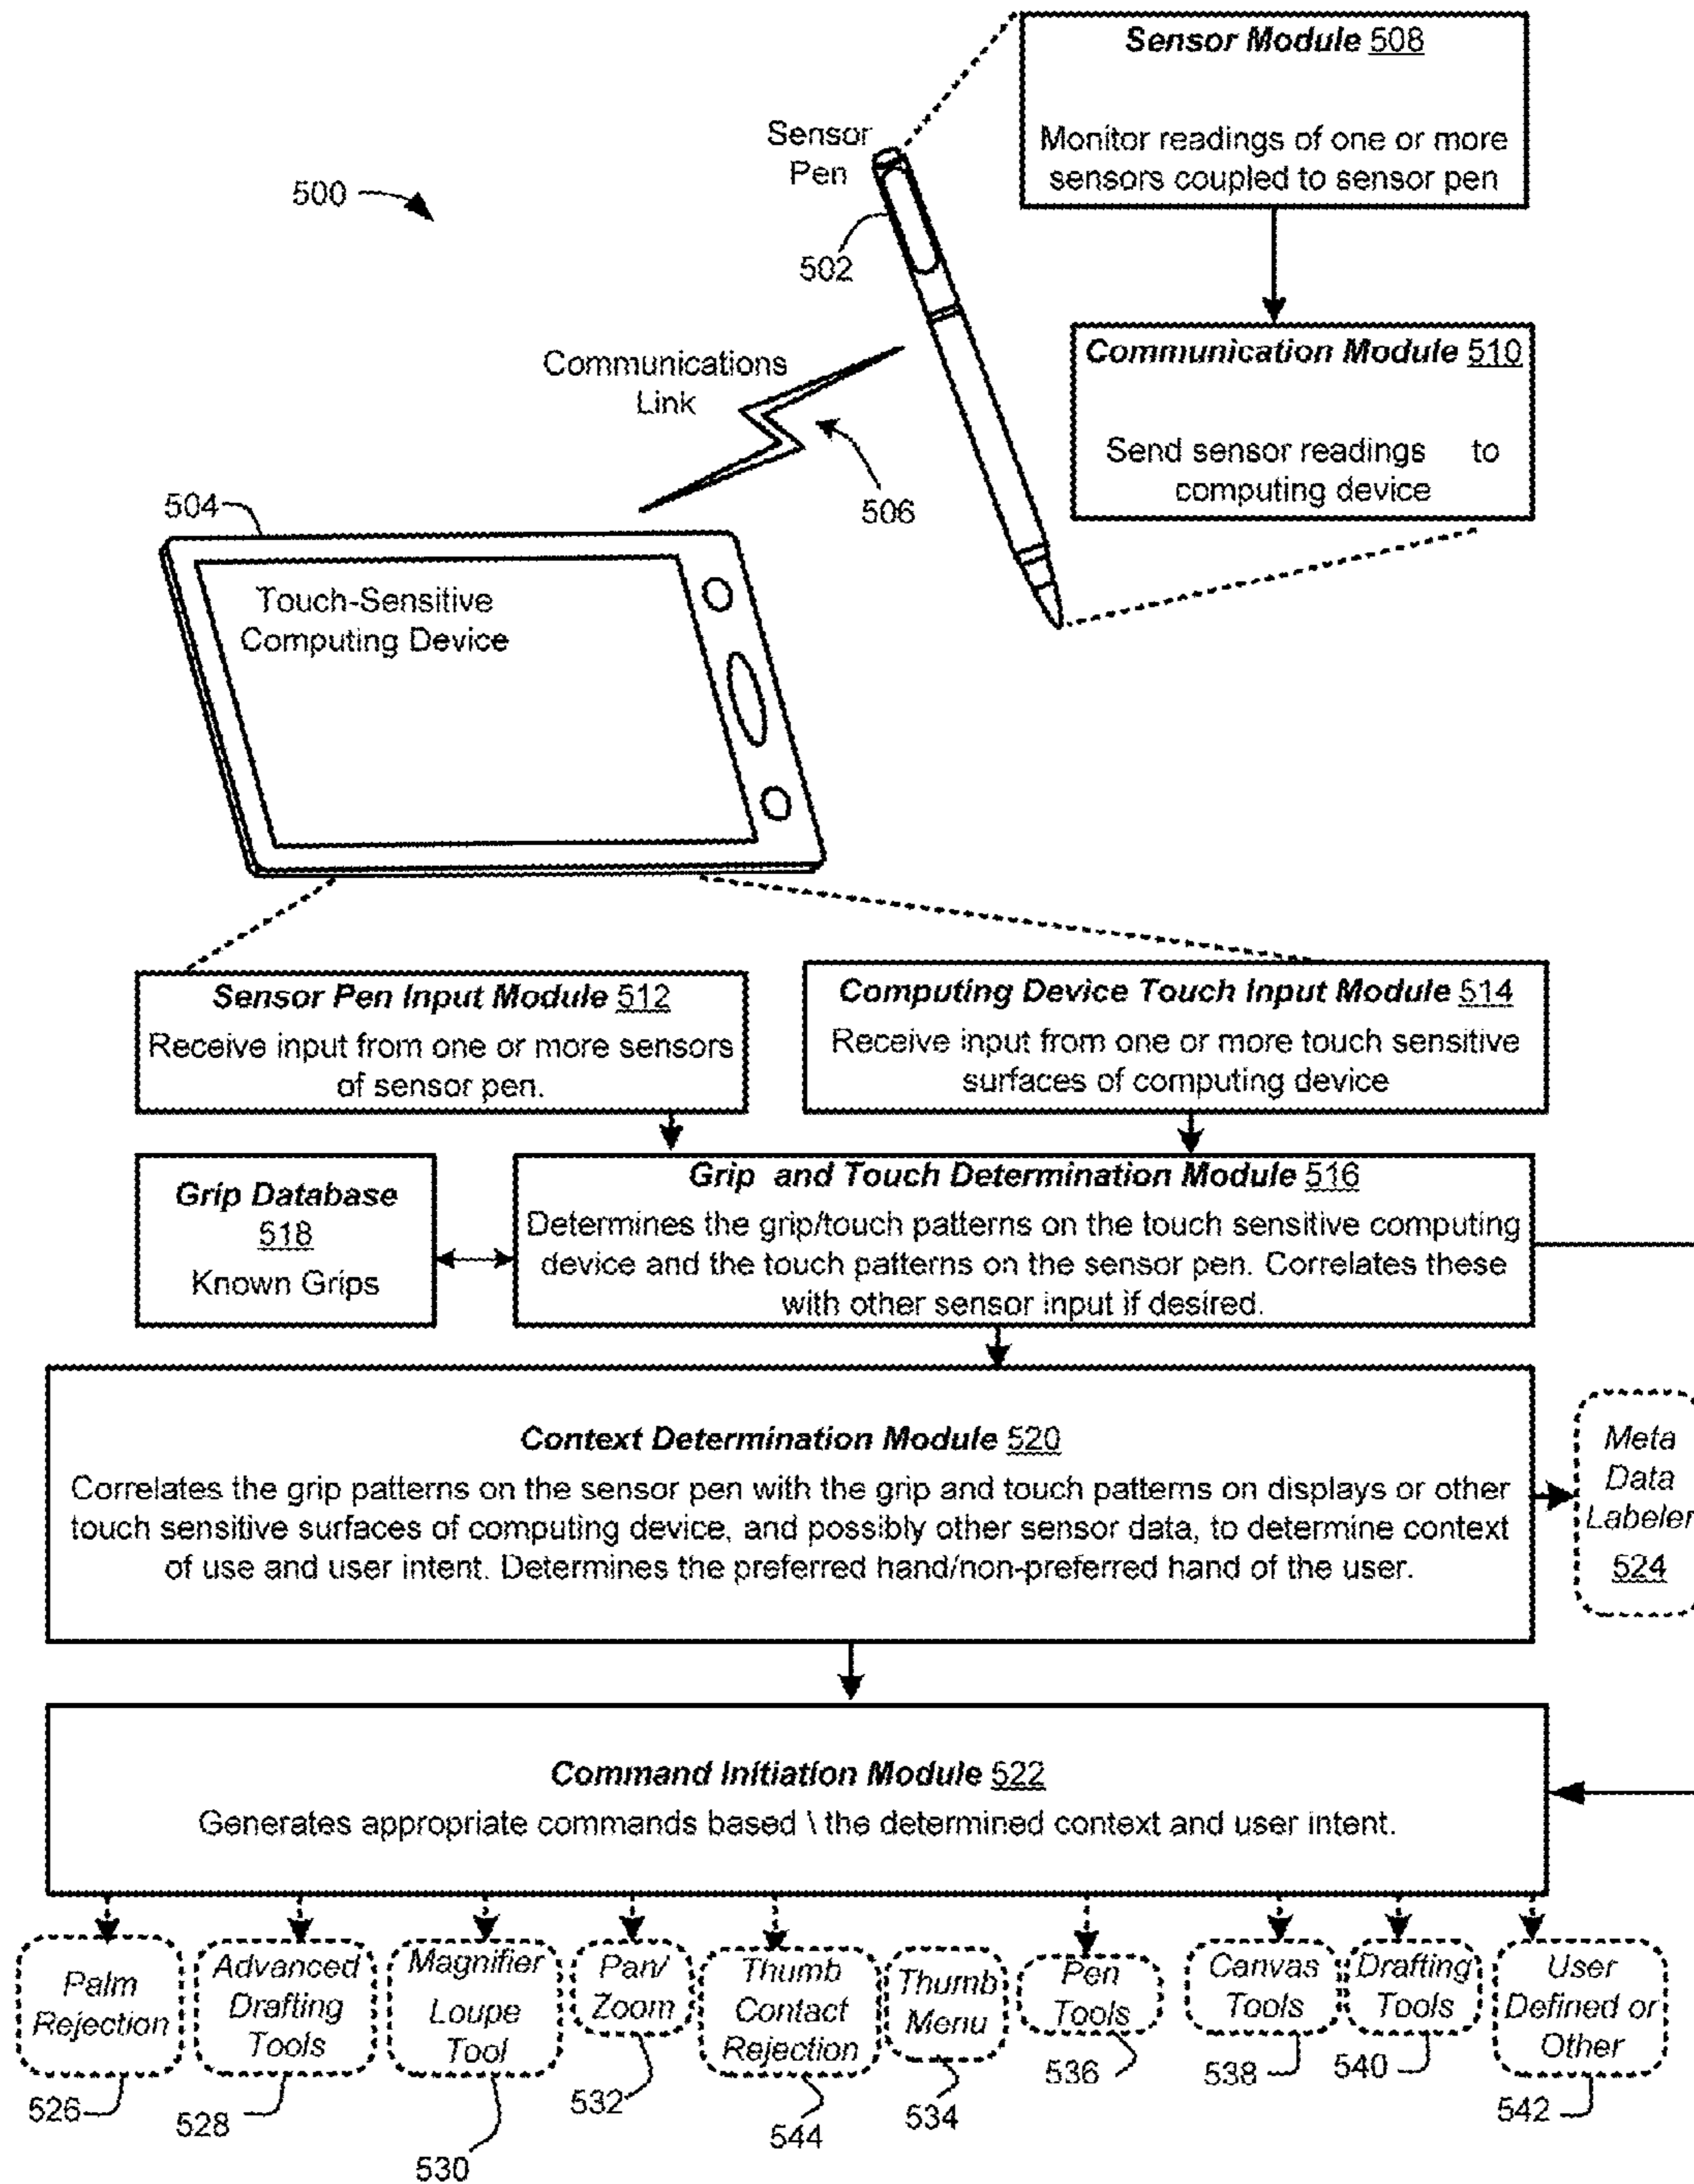 Sensor Module 508
Monitor readings of one or more
sensors coupled to sensor pen
Sensor
Pen
500
502
Communication Module 510
Send sensor readings to
computing device
Communications
Link
506
504
Touch-Sensitive
Computing Device
Sensor Pen Input Module 512
Receive input from one or more sensors
of sensor pen.
Computing Device Touch Input Module 514
Receive input from one or more touch sensitive
surfaces of computing device
Grip Database
518
Known Grips
Grip and Touch Determination Module 516
Determines the grip/touch patterns on the touch sensitive computing
device and the touch patterns on the sensor pen. Correlates these
with other sensor input if desired.
Context Determination Module 520
Correlates the grip patterns on the sensor pen with the grip and touch patterns on displays or other
touch sensitive surfaces of computing device, and possibly other sensor data, to determine context
of use and user intent. Determines the preferred hand/non-preferred hand of the user.
Meta
Data
Labeler
524
Command Initiation Module 522
Generates appropriate commands based \ the determined context and user intent.
Palm
Rejection
526
Advanced
Drafting
Tools
528
Magnifier
Loupe
Tool
530
Pan/
Zoom
532
Thumb
Contact
Rejection
544
Thumb
Menu
534
Pen
Tools
536
Canvas
Tools
538
Drafting
Tools
540
User
Defined or
Other
542